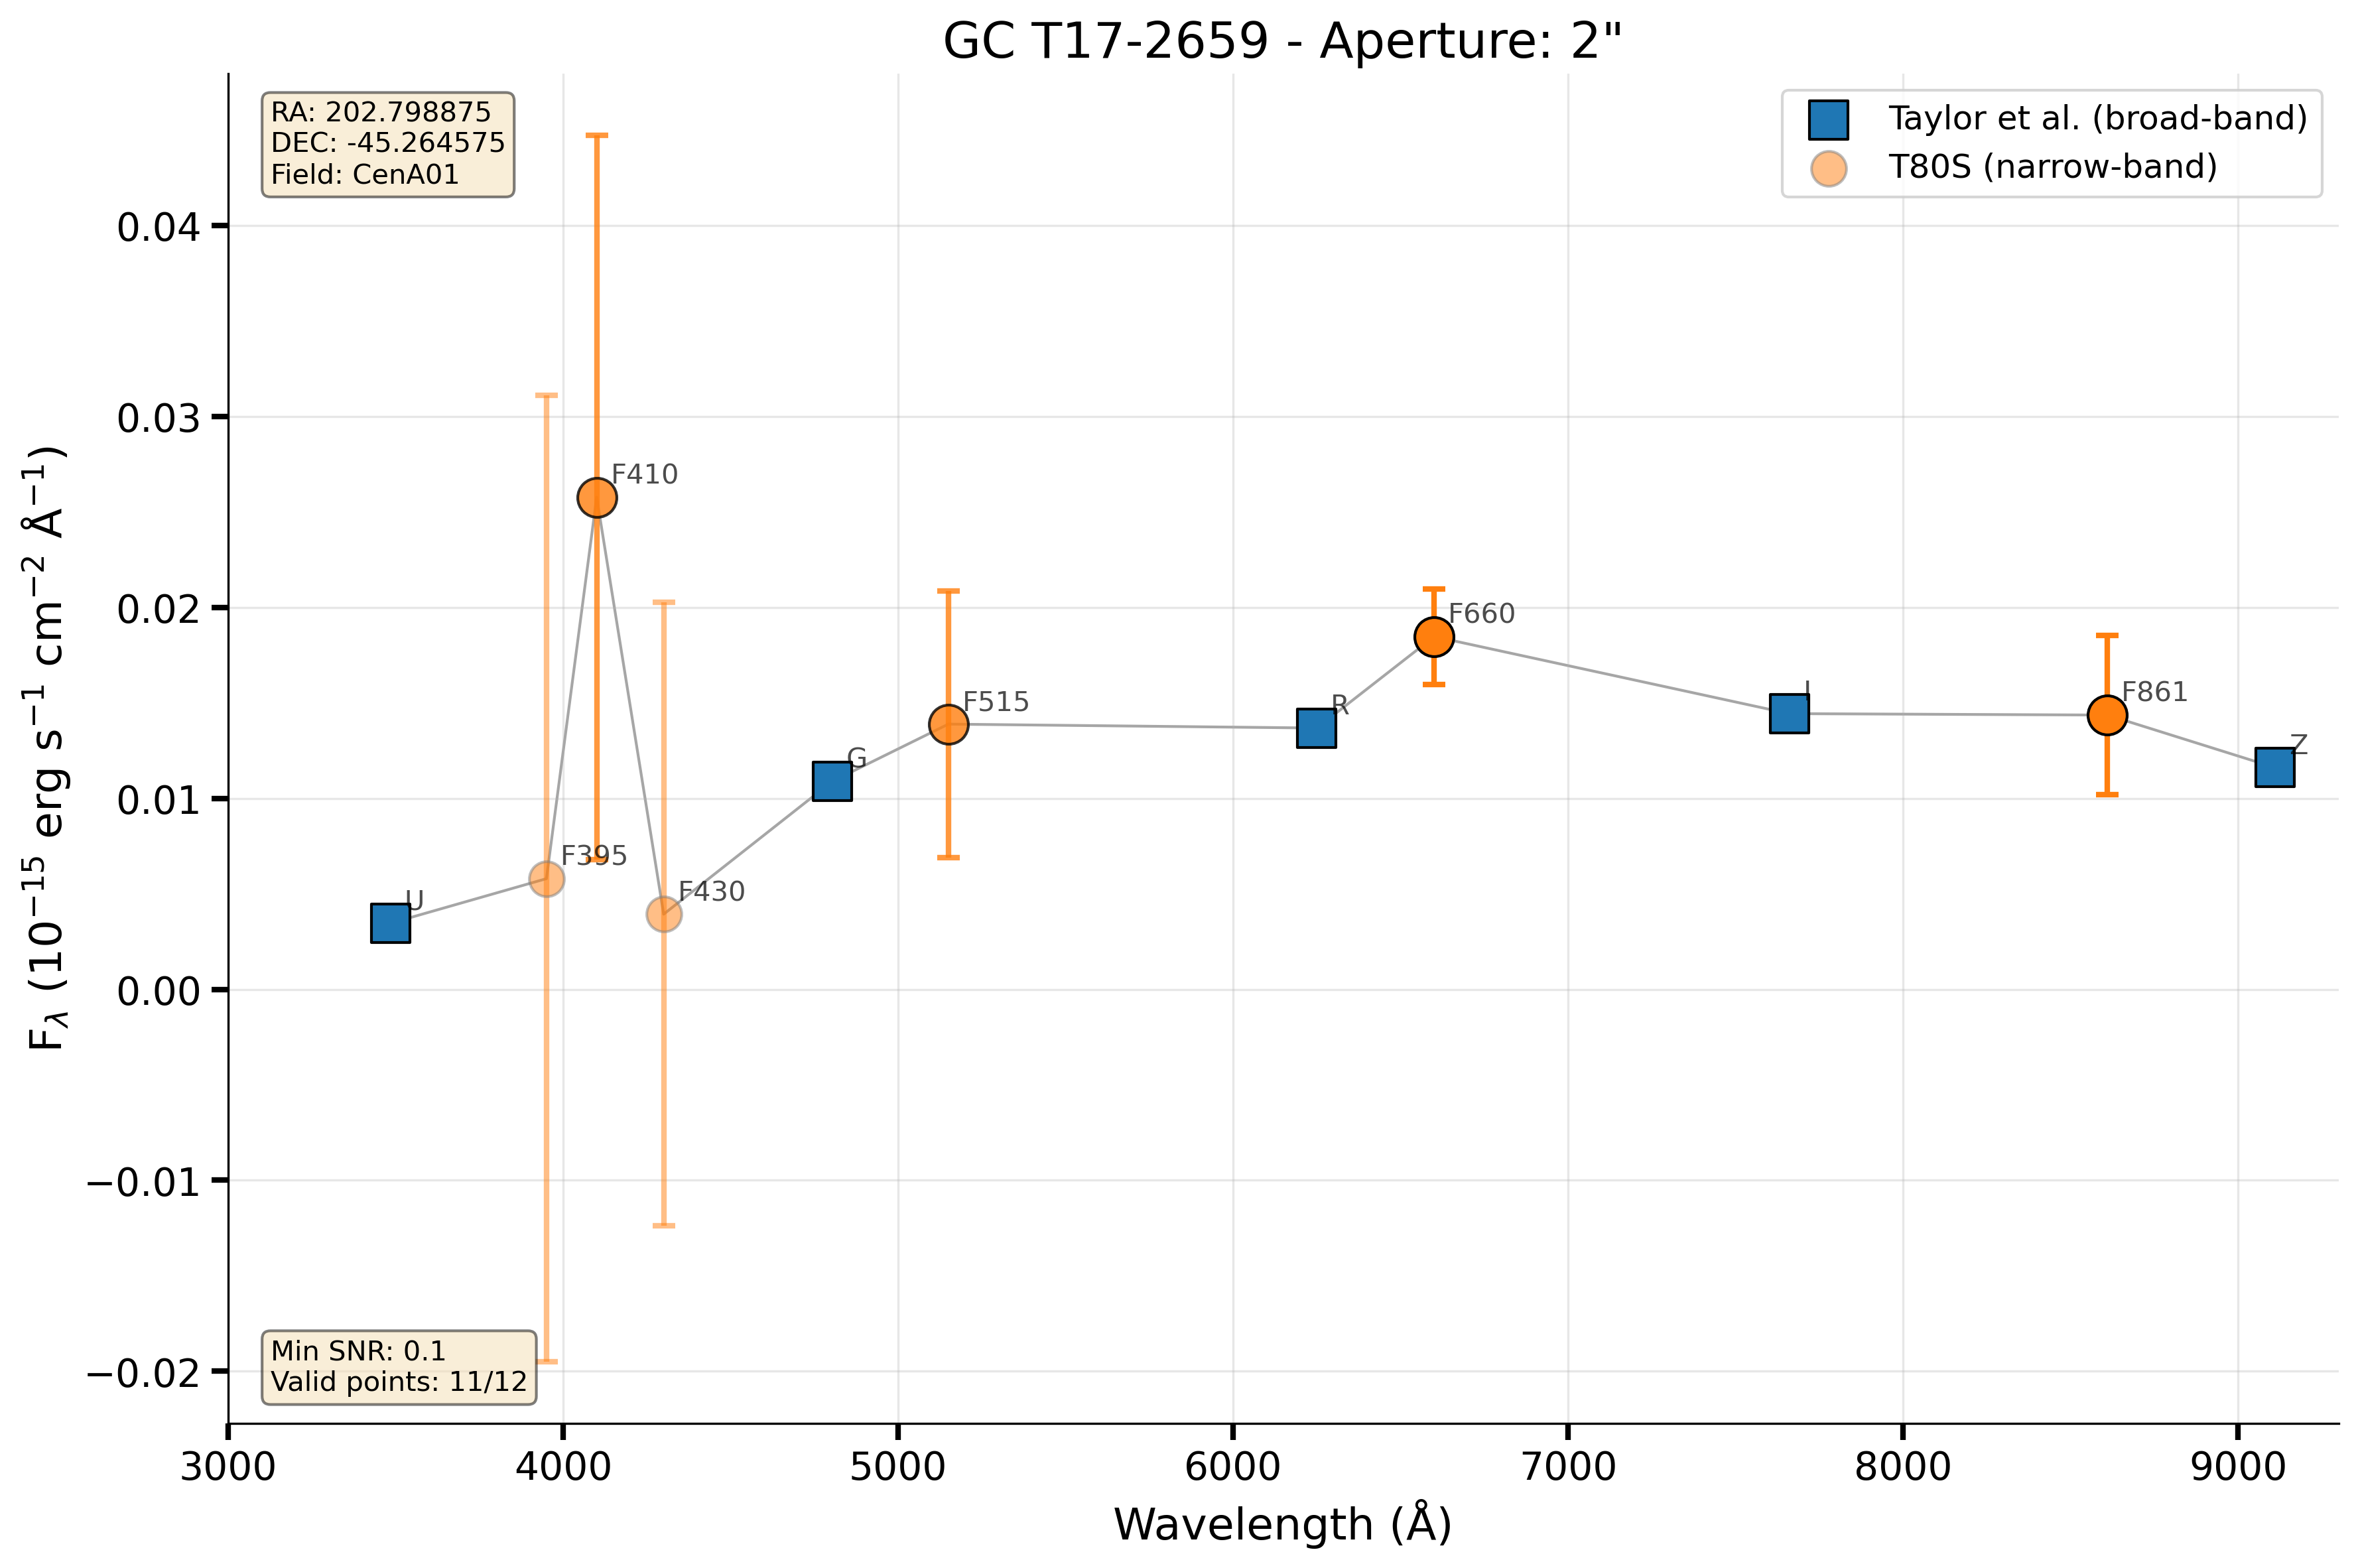 GC T17-2659 - Aperture: 2"
RA: 202.798875
DEC: -45.264575
Field: CenA01
Taylor et al. (broad-band)
T80S (narrow-band)
0.04
0.03
0.02
0.01
0.00
−0.01
−0.02
F_λ (10⁻¹⁵ erg s⁻¹ cm⁻² Å⁻¹)
U
F395
F410
F430
G
F515
R
F660
I
F861
Z
Min SNR: 0.1
Valid points: 11/12
3000 4000 5000 6000 7000 8000 9000
Wavelength (Å)